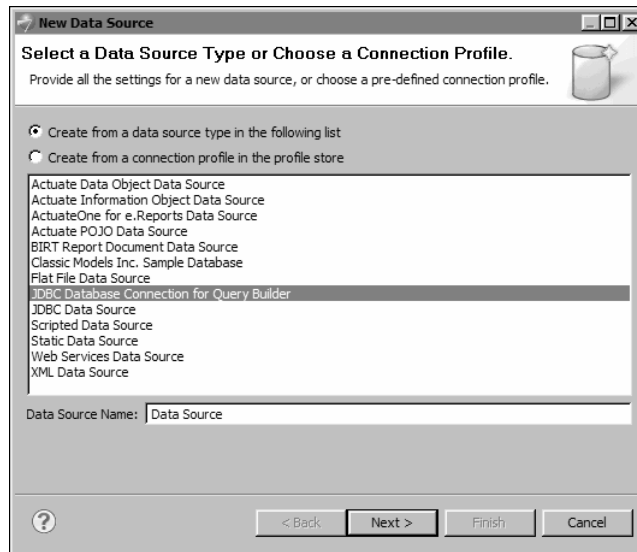 New Data Source
Select a Data Source Type or Choose a Connection Profile.
Provide all the settings for a new data source, or choose a pre-defined connection profile.
Create from a data source type in the following list
Create from a connection profile in the profile store
Actuate Data Object Data Source
Actuate Information Object Data Source
ActuateOne for e.Reports Data Source
Actuate POJO Data Source
BIRT Report Document Data Source
Classic Models Inc. Sample Database
Flat File Data Source
JDBC Database Connection for Query Builder
JDBC Data Source
Scripted Data Source
Static Data Source
Web Services Data Source
XML Data Source
Data Source Name: Data Source
? < Back Next > Finish Cancel